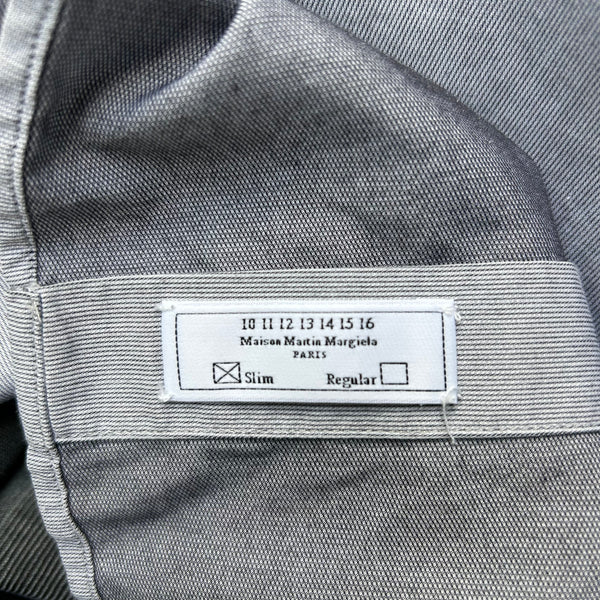 10 11 12 13 14 15 16
Maison Martin Margiela
PARIS
Slim Regular